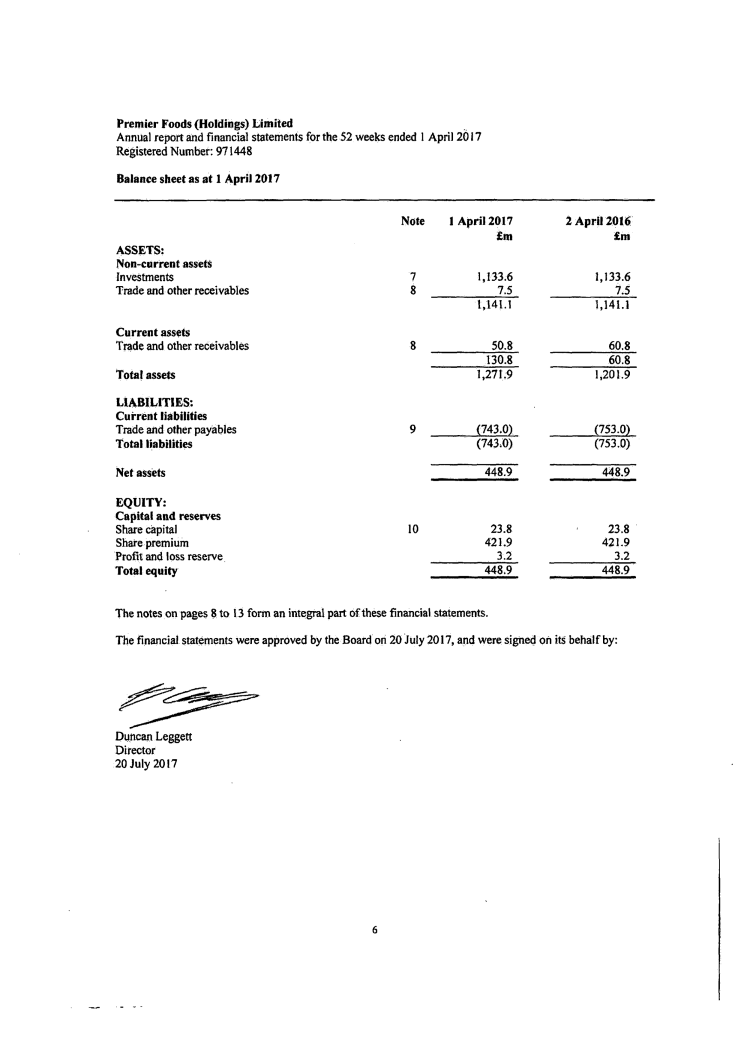 Premier Foods (Holdings) Limited
Annual report and financial statements for the 52 weeks ended 1 April 2017
Registered Number: 971448
Balance sheet as at 1 April 2017
Note 1 April 2017 2 April 2016
£m £m
ASSETS:
Non-current assets
Investments 7 1,133.6 1,133.6
Trade and other receivables 8 7.5 7.5
1,141.1 1,141.1
Current assets
Trade and other receivables 8 50.8 60.8
130.8 60.8
Total assets 1,271.9 1,201.9
LIABILITIES:
Current liabilities
Trade and other payables 9 (743.0) (753.0)
Total liabilities (743.0) (753.0)
Net assets 448.9 448.9
EQUITY:
Capital and reserves
Share capital 10 23.8 23.8
Share premium 421.9 421.9
Profit and loss reserve 3.2 3.2
Total equity 448.9 448.9
The notes on pages 8 to 13 form an integral part of these financial statements.
The financial statements were approved by the Board on 20 July 2017, and were signed on its behalf by:
Duncan Leggett
Director
20 July 2017
6